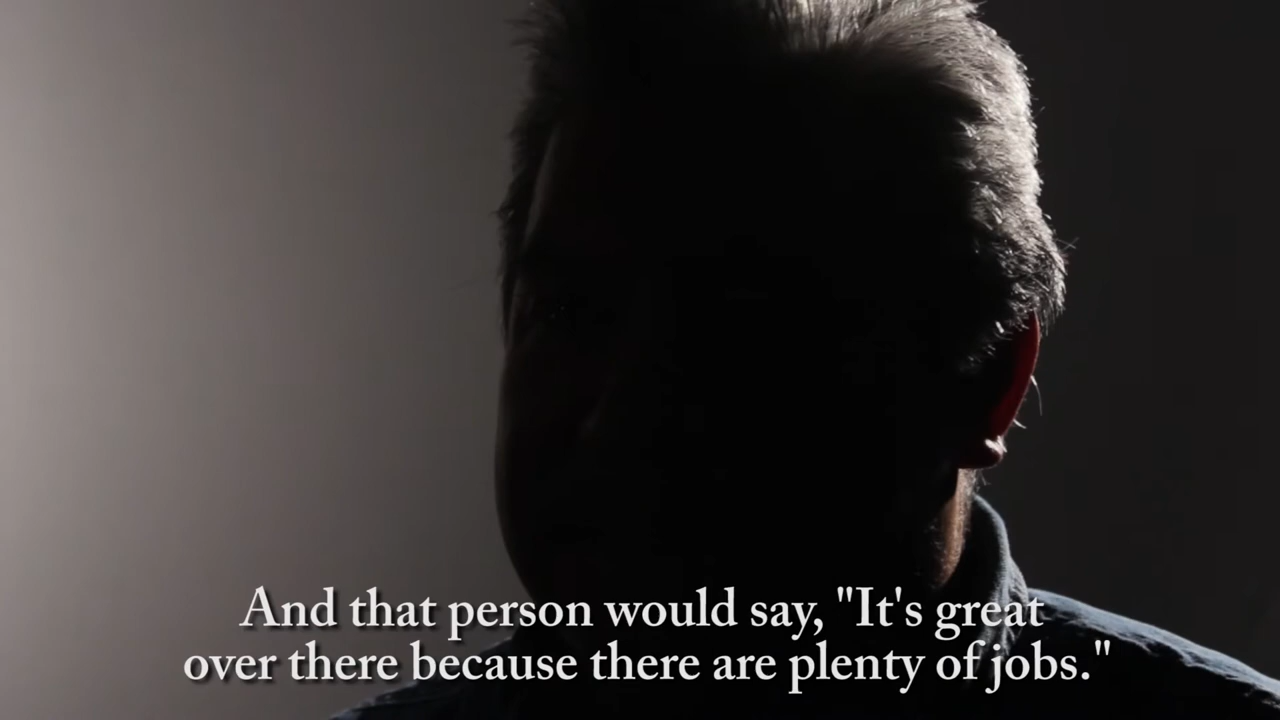 And that person would say, "It's great
over there because there are plenty of jobs."